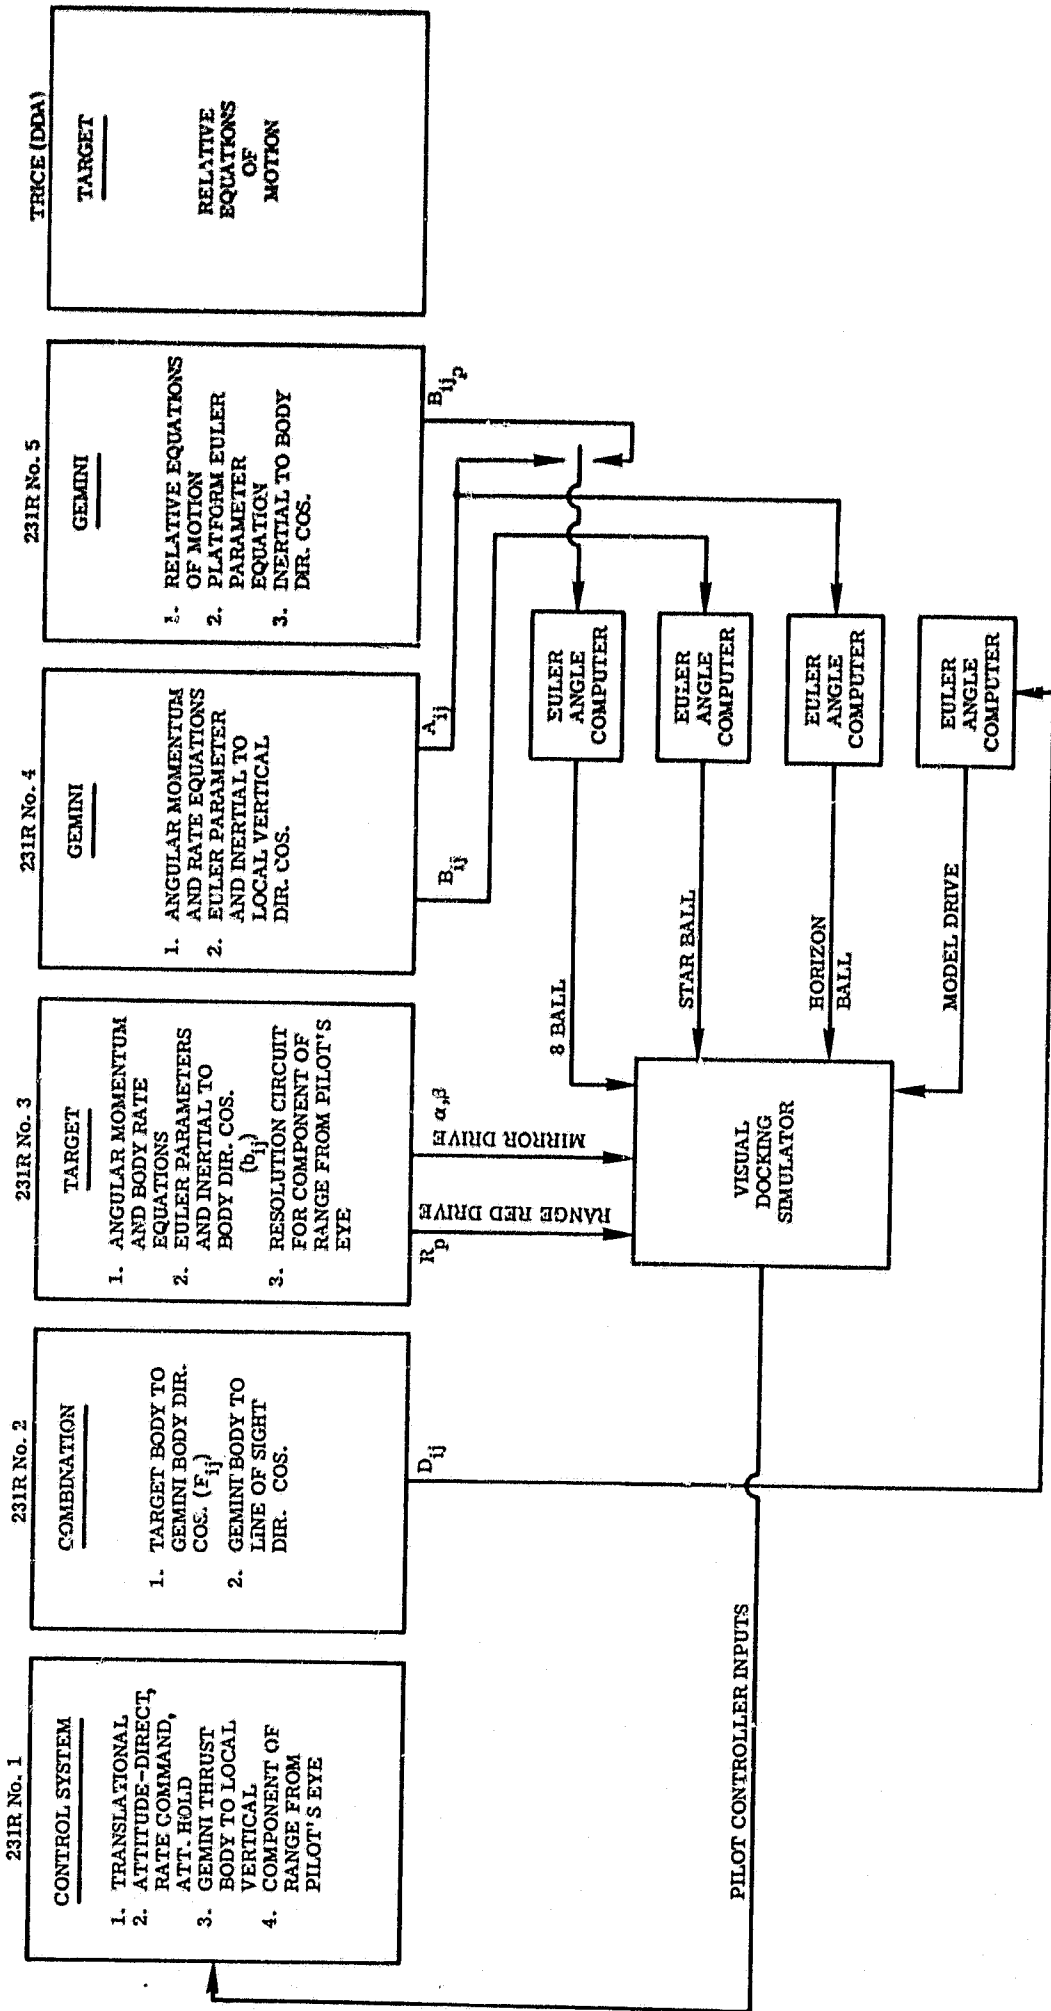 231R No. 1
CONTROL SYSTEM
1. TRANSLATIONAL
2. ATTITUDE-DIRECT,
RATE COMMAND,
ATT. HOLD
3. GEMINI THRUST
BODY TO LOCAL
VERTICAL
4. COMPONENT OF
RANGE FROM
PILOT'S EYE
231R No. 2
COMBINATION
1. TARGET BODY TO
GEMINI BODY DIR.
COS. (F_ij)
2. GEMINI BODY TO
LINE OF SIGHT
DIR. COS.
231R No. 3
TARGET
1. ANGULAR MOMENTUM
AND BODY RATE
EQUATIONS
2. EULER PARAMETERS
AND INERTIAL TO
BODY DIR. COS.
(b_ij)
3. RESOLUTION CIRCUIT
FOR COMPONENT OF
RANGE FROM PILOT'S
EYE
231R No. 4
GEMINI
1. ANGULAR MOMENTUM
AND RATE EQUATIONS
2. EULER PARAMETER
AND INERTIAL TO
LOCAL VERTICAL
DIR. COS.
231R No. 5
GEMINI
1. RELATIVE EQUATIONS
OF MOTION
2. PLATFORM EULER
PARAMETER
EQUATION
3. INERTIAL TO BODY
DIR. COS.
TRICE (DDA)
TARGET
RELATIVE
EQUATIONS
OF
MOTION
D_ij
R_p
RANGE RED DRIVE
MIRROR DRIVE
α,β
B_ij
A_ij
B_ij_p
8 BALL
EULER
ANGLE
COMPUTER
STAR BALL
EULER
ANGLE
COMPUTER
HORIZON
BALL
EULER
ANGLE
COMPUTER
MODEL DRIVE
EULER
ANGLE
COMPUTER
VISUAL
DOCKING
SIMULATOR
PILOT CONTROLLER INPUTS